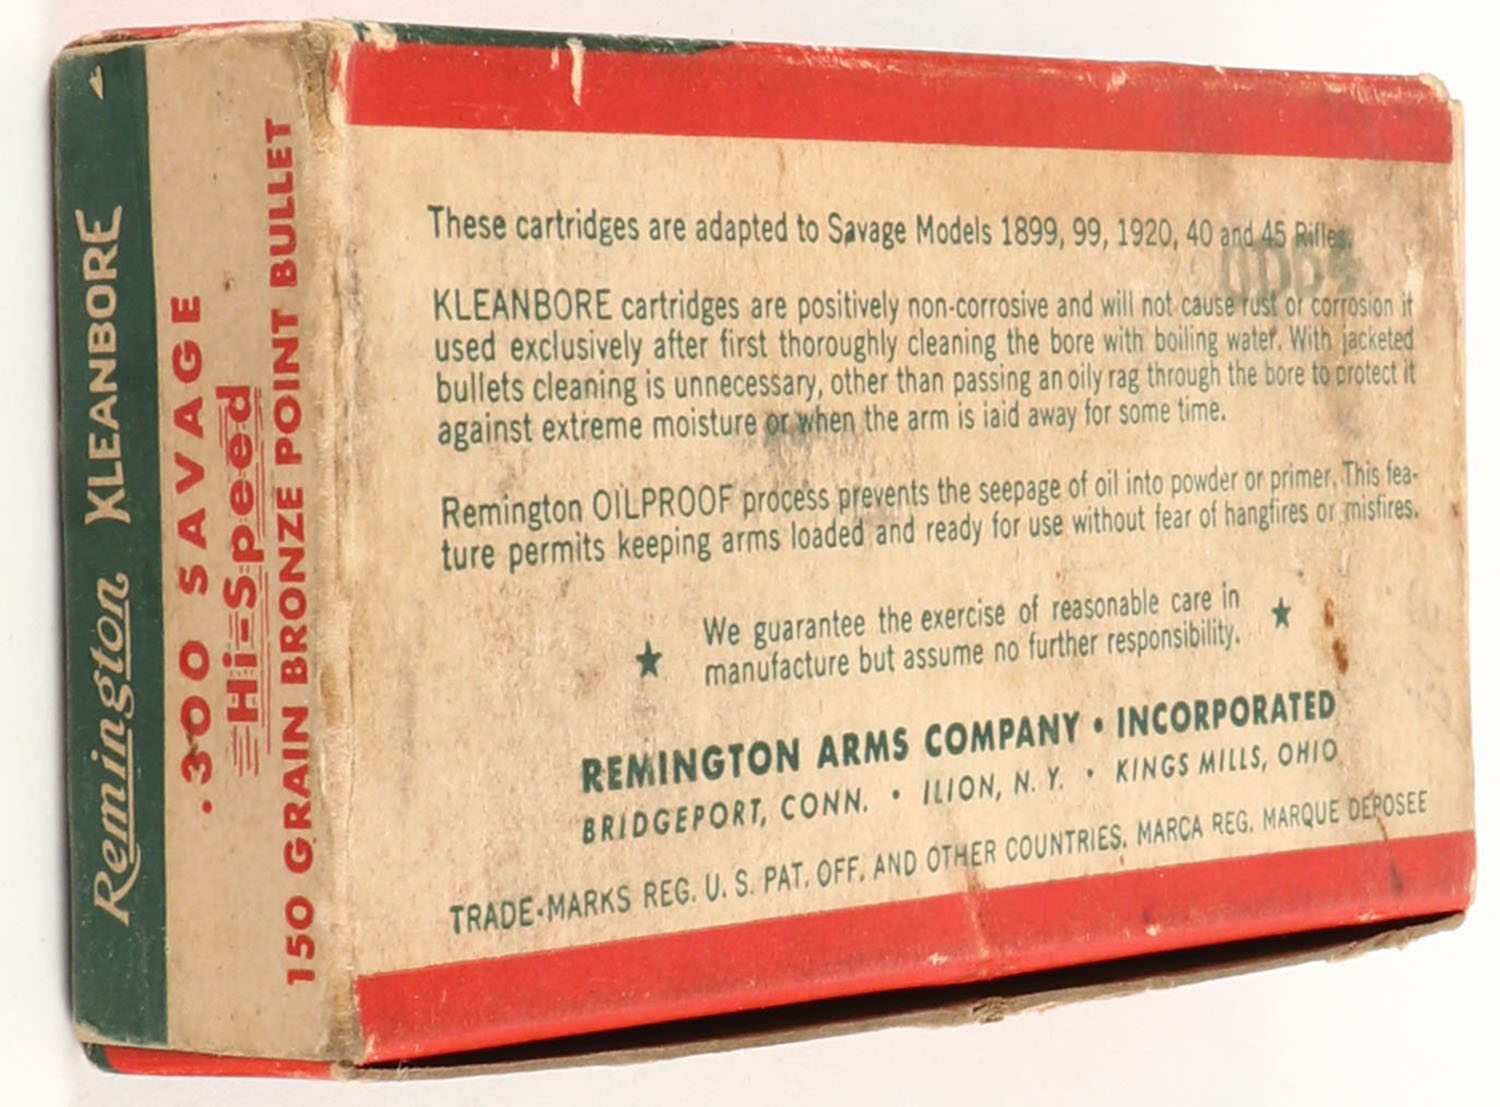 Remington KLEANBORE
.300 SAVAGE
Hi-Speed
150 GRAIN BRONZE POINT BULLET
These cartridges are adapted to Savage Models 1899, 99, 1920, 40 and 45 Rifles.
KLEANBORE cartridges are positively non-corrosive and will not cause rust or corrosion if
used exclusively after first thoroughly cleaning the bore with boiling water. With jacketed
bullets cleaning is unnecessary, other than passing an oily rag through the bore to protect it
against extreme moisture or when the arm is laid away for some time.
Remington OILPROOF process prevents the seepage of oil into powder or primer. This fea-
ture permits keeping arms loaded and ready for use without fear of hangfires or misfires.
★ We guarantee the exercise of reasonable care in ★
manufacture but assume no further responsibility.
REMINGTON ARMS COMPANY • INCORPORATED
BRIDGEPORT, CONN. • ILION, N. Y. • KINGS MILLS, OHIO
TRADE-MARKS REG. U. S. PAT. OFF. AND OTHER COUNTRIES. MARCA REG. MARQUE DEPOSEE